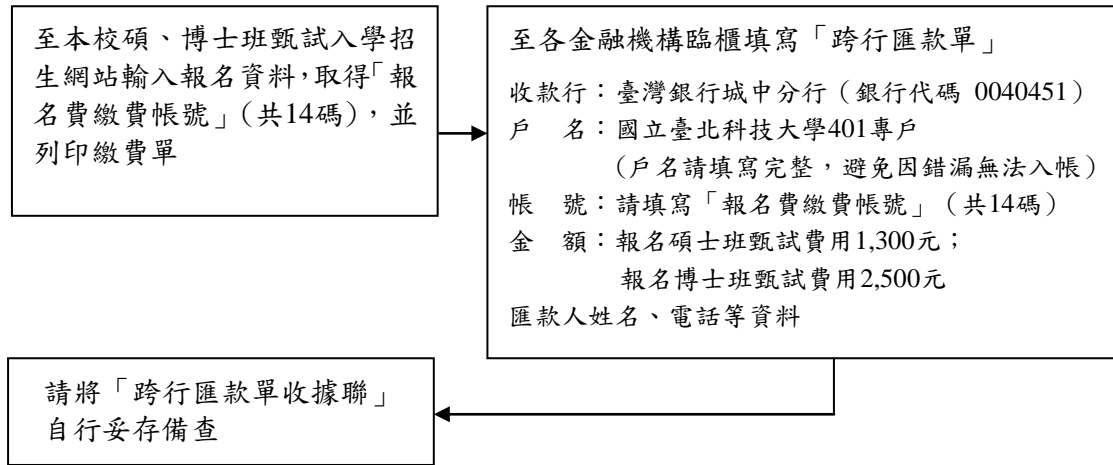 至本校碩、博士班甄試入學招
生網站輸入報名資料,取得「報
名費繳費帳號」(共14碼),並
列印繳費單
至各金融機構臨櫃填寫「跨行匯款單」
收款行:臺灣銀行城中分行(銀行代碼 0040451)
戶　名:國立臺北科技大學401專戶
(戶名請填寫完整,避免因錯漏無法入帳)
帳　號:請填寫「報名費繳費帳號」(共14碼)
金　額:報名碩士班甄試費用1,300元;
報名博士班甄試費用2,500元
匯款人姓名、電話等資料
請將「跨行匯款單收據聯」
自行妥存備查